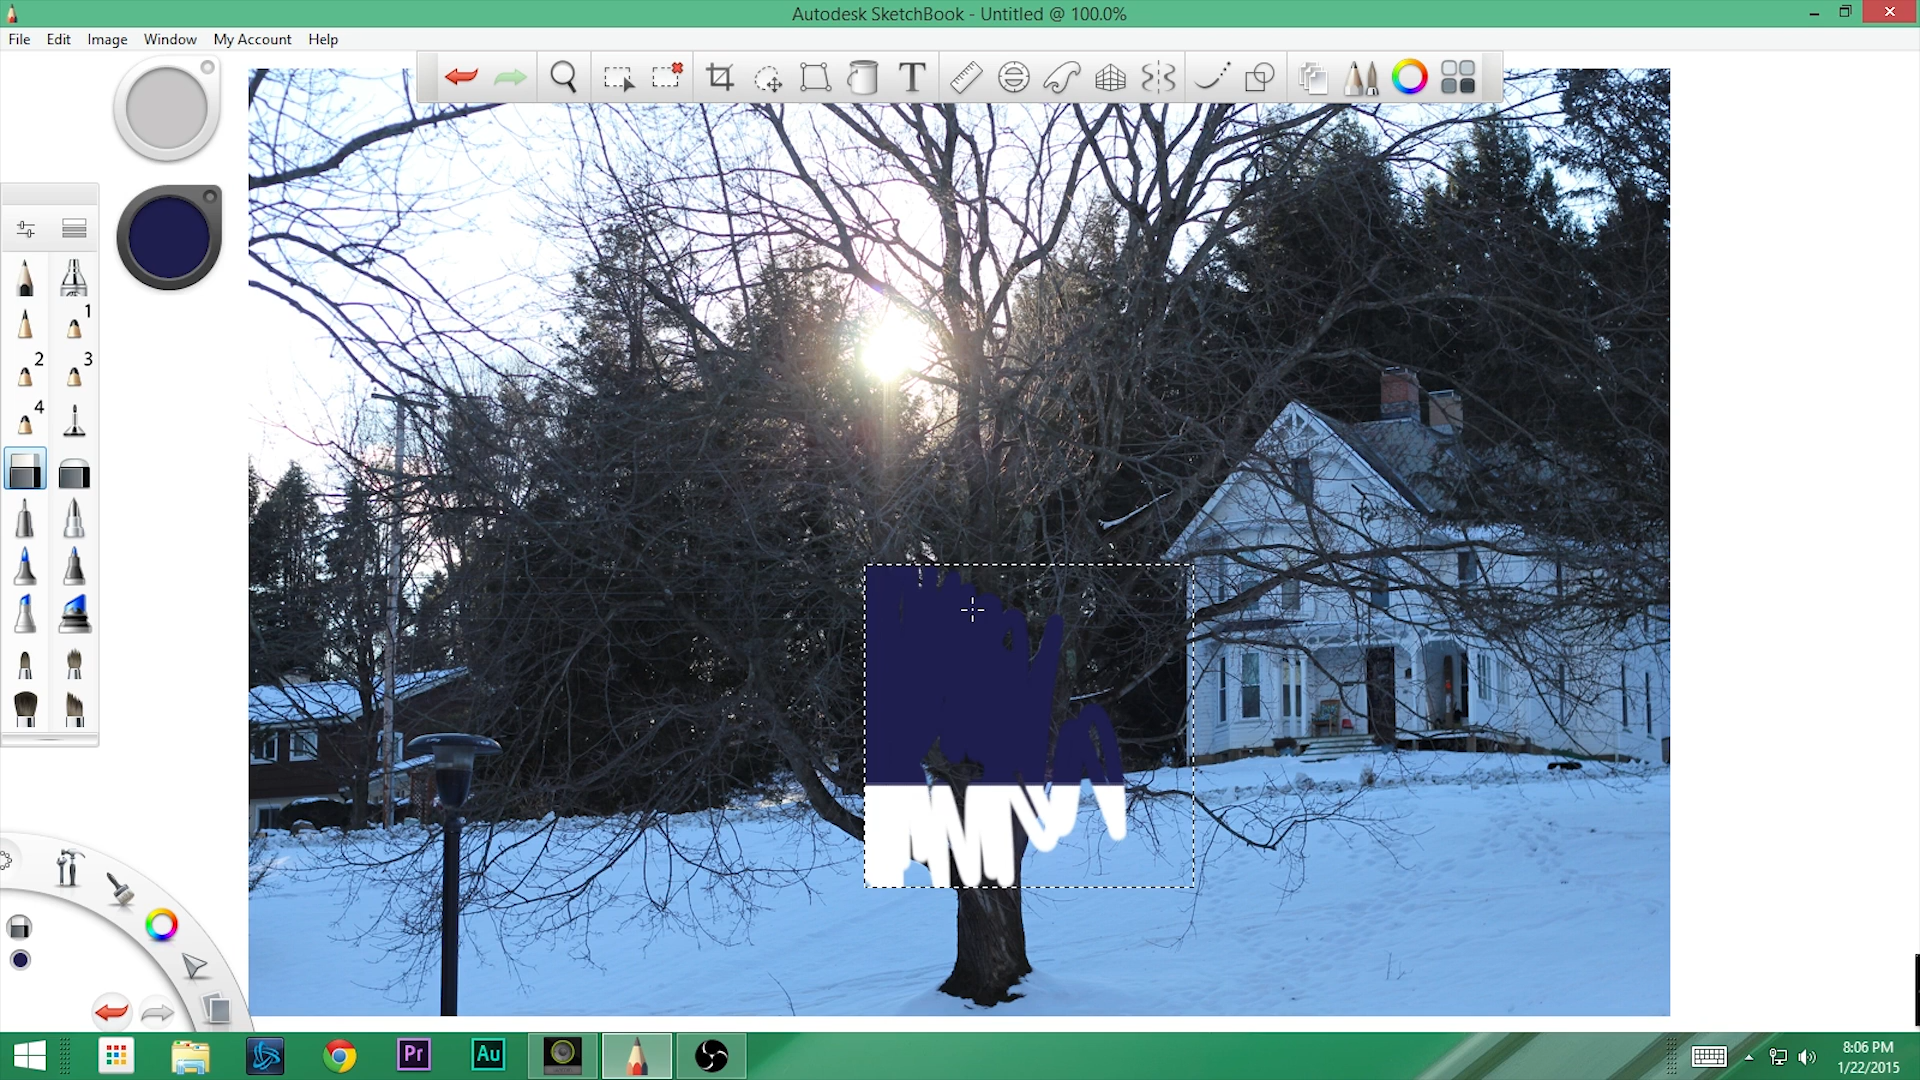 Autodesk SketchBook - Untitled @ 100.0%
File Edit Image Window My Account Help
T
1
2 3
4
Pr Au
8:06 PM
1/22/2015